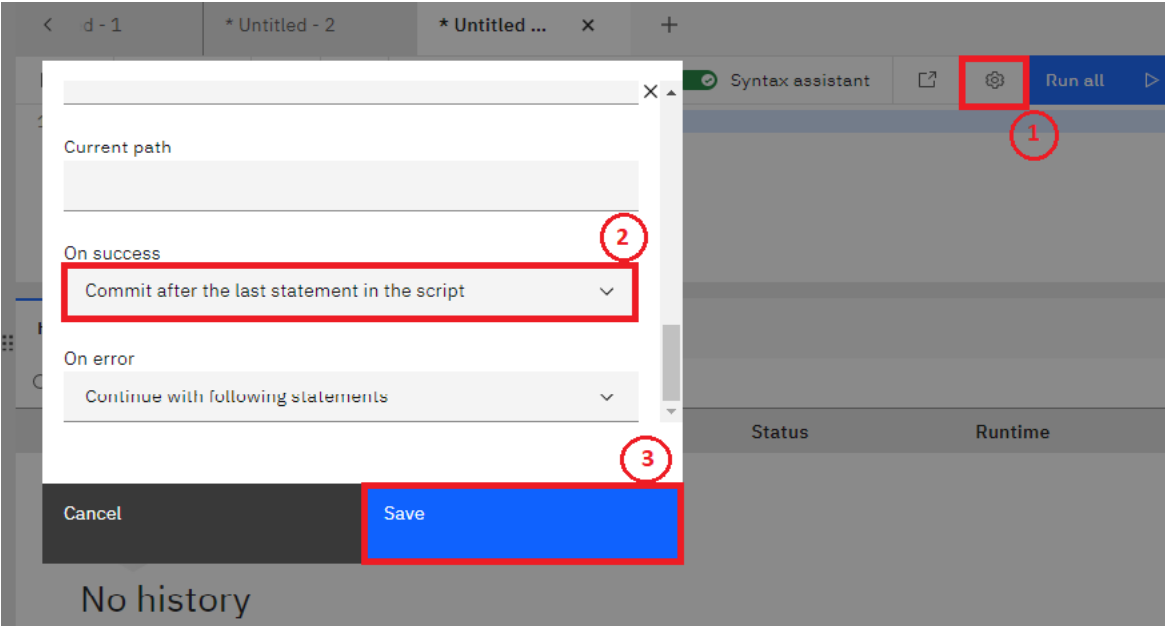 d - 1
* Untitled - 2
* Untitled ...
Syntax assistant
Run all
1
Current path
2
On success
Commit after the last statement in the script
On error
Continue with following statements
Status
Runtime
3
Cancel
Save
No history